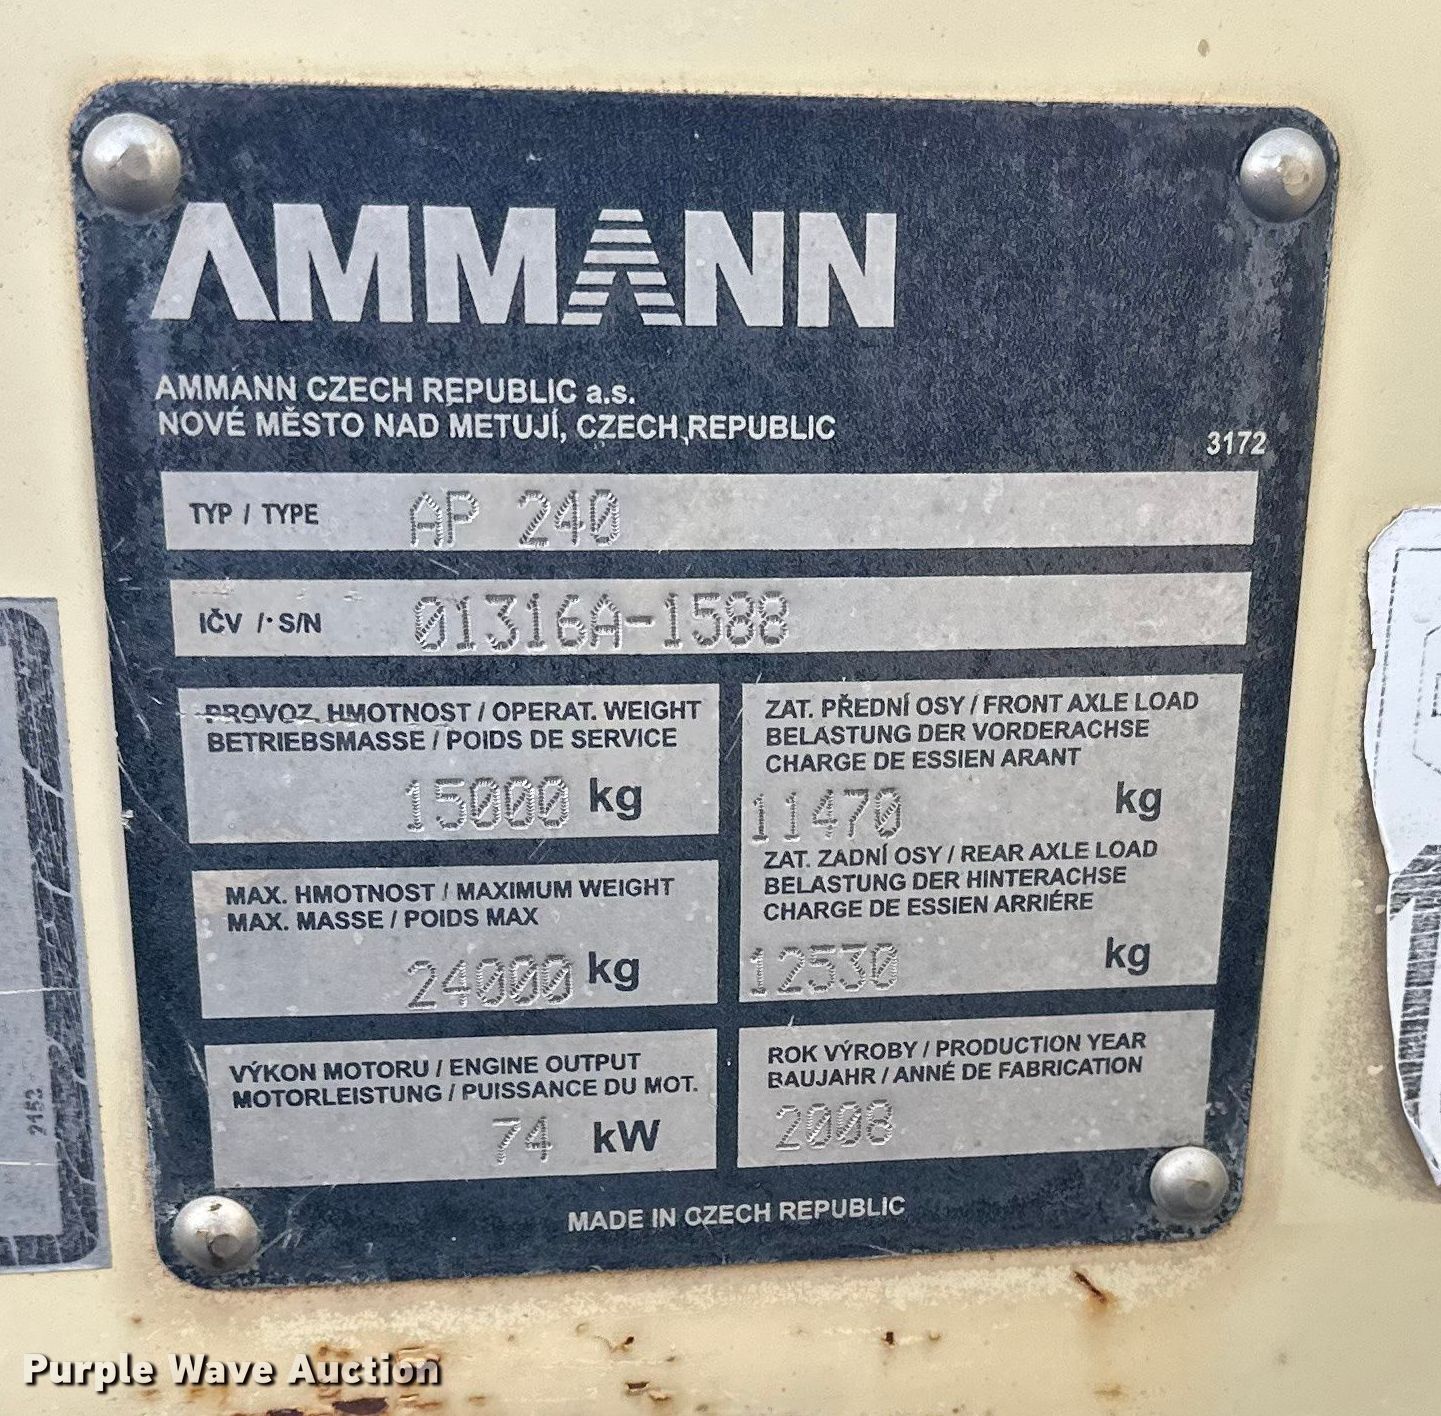 AMMANN
AMMANN CZECH REPUBLIC a.s.
NOVÉ MĚSTO NAD METUJÍ, CZECH REPUBLIC
3172
TYP / TYPE AP 240
IČV / S/N 01316A-1588
PROVOZ. HMOTNOST / OPERAT. WEIGHT
BETRIEBSMASSE / POIDS DE SERVICE
15000 kg
MAX. HMOTNOST / MAXIMUM WEIGHT
MAX. MASSE / POIDS MAX
24000 kg
VÝKON MOTORU / ENGINE OUTPUT
MOTORLEISTUNG / PUISSANCE DU MOT.
74 kW
ZAT. PŘEDNÍ OSY / FRONT AXLE LOAD
BELASTUNG DER VORDERACHSE
CHARGE DE ESSIEN ARANT
11470 kg
ZAT. ZADNÍ OSY / REAR AXLE LOAD
BELASTUNG DER HINTERACHSE
CHARGE DE ESSIEN ARRIÉRE
12530 kg
ROK VÝROBY / PRODUCTION YEAR
BAUJAHR / ANNÉ DE FABRICATION
2008
MADE IN CZECH REPUBLIC
2152
Purple Wave Auction